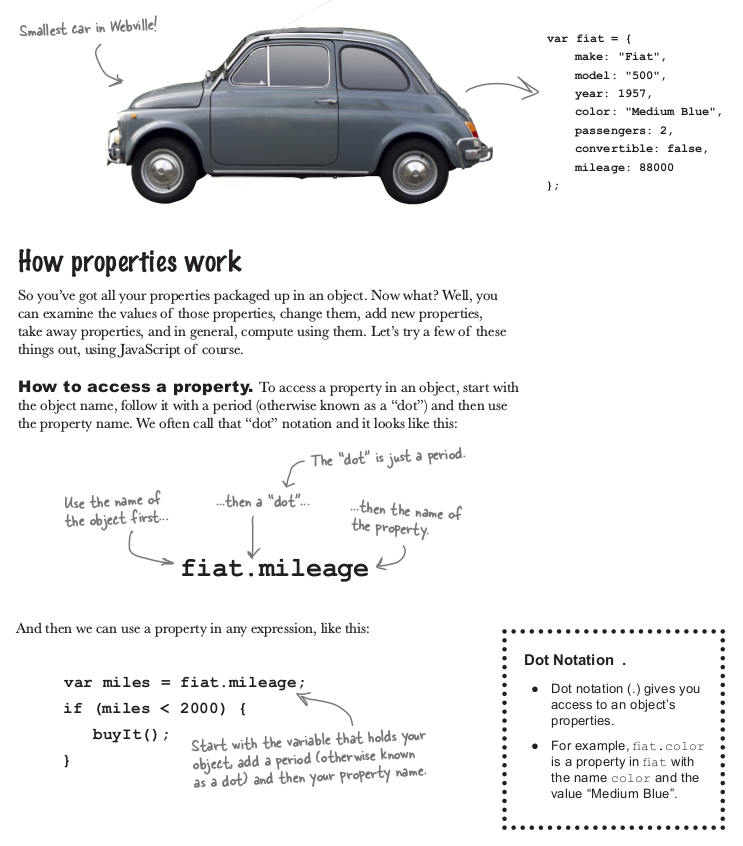 Smallest car in Webville!
var fiat = {
make: "Fiat",
model: "500",
year: 1957,
color: "Medium Blue",
passengers: 2,
convertible: false,
mileage: 88000
};
How properties work
So you've got all your properties packaged up in an object. Now what? Well, you
can examine the values of those properties, change them, add new properties,
take away properties, and in general, compute using them. Let's try a few of these
things out, using JavaScript of course.
How to access a property. To access a property in an object, start with
the object name, follow it with a period (otherwise known as a “dot”) and then use
the property name. We often call that “dot” notation and it looks like this:
The “dot” is just a period.
Use the name of
the object first...
...then a “dot”...
...then the name of
the property.
fiat.mileage
And then we can use a property in any expression, like this:
var miles = fiat.mileage;
if (miles < 2000) {
buyIt();
}
Start with the variable that holds your
object, add a period (otherwise known
as a dot) and then your property name.
Dot Notation .
● Dot notation (.) gives you
access to an object's
properties.
● For example, fiat.color
is a property in fiat with
the name color and the
value “Medium Blue”.